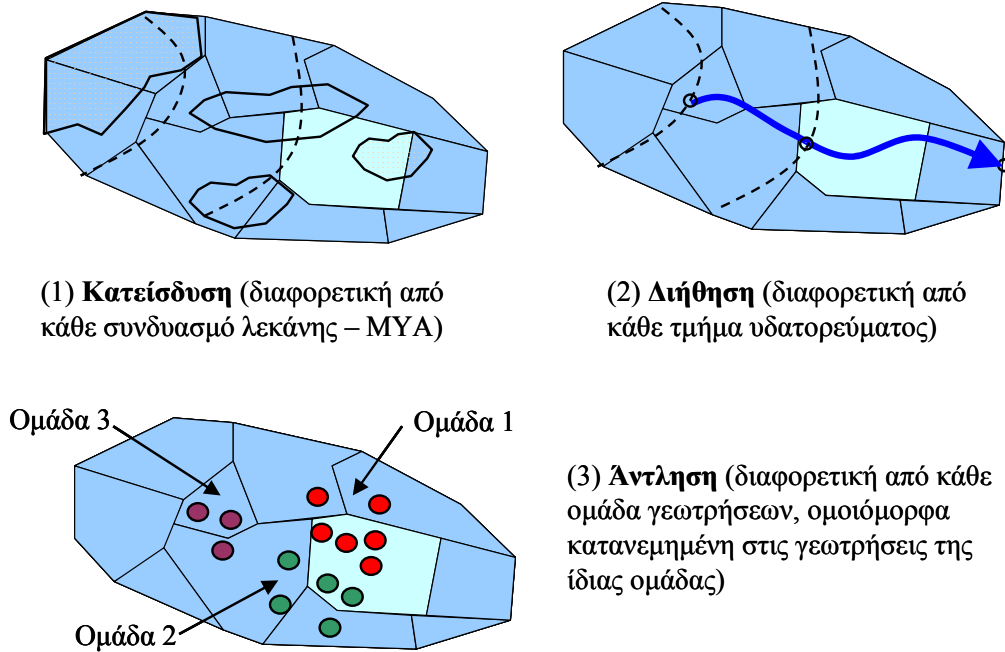 (1) Κατείσδυση (διαφορετική από
κάθε συνδυασμό λεκάνης – ΜΥΑ)
(2) Διήθηση (διαφορετική από
κάθε τμήμα υδατορεύματος)
Ομάδα 3
Ομάδα 1
Ομάδα 2
(3) Άντληση (διαφορετική από κάθε
ομάδα γεωτρήσεων, ομοιόμορφα
κατανεμημένη στις γεωτρήσεις της
ίδιας ομάδας)